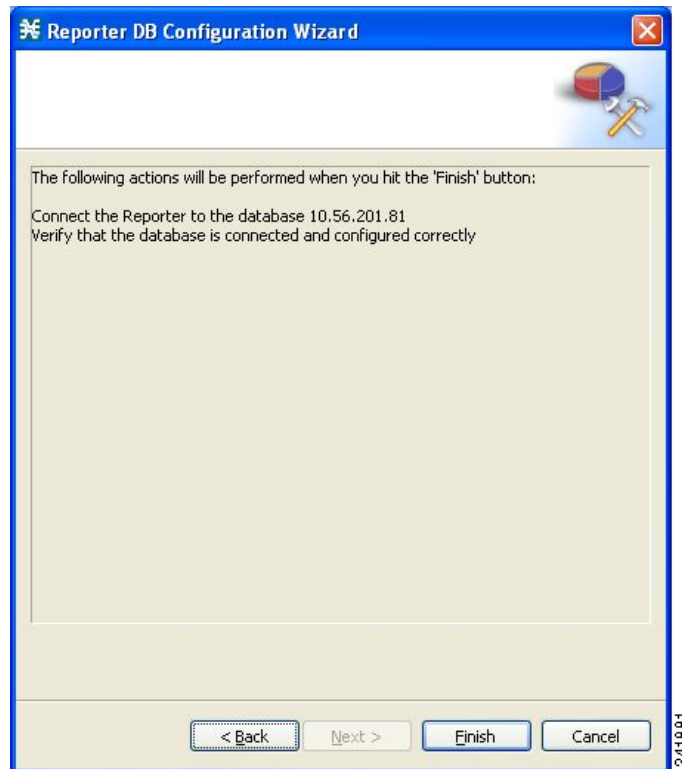 Reporter DB Configuration Wizard
The following actions will be performed when you hit the 'Finish' button:
Connect the Reporter to the database 10.56.201.81
Verify that the database is connected and configured correctly
< Back
Next >
Finish
Cancel
241991